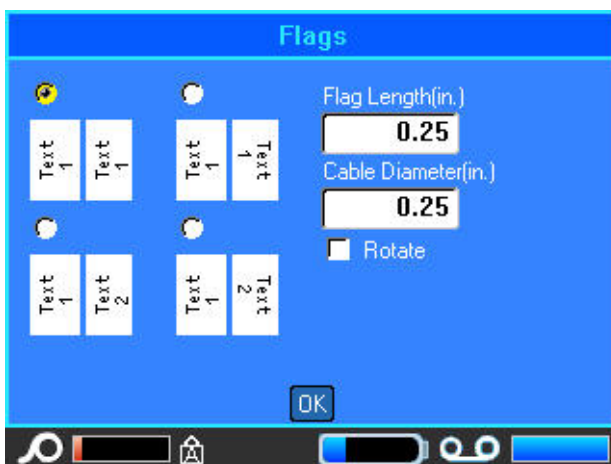 Flags
Flag Length(in.)
0.25
Cable Diameter(in.)
0.25
Rotate
Text 1
Text 1
Text 1
Text 1
Text 1
Text 2
Text 1
Text 2
OK
A